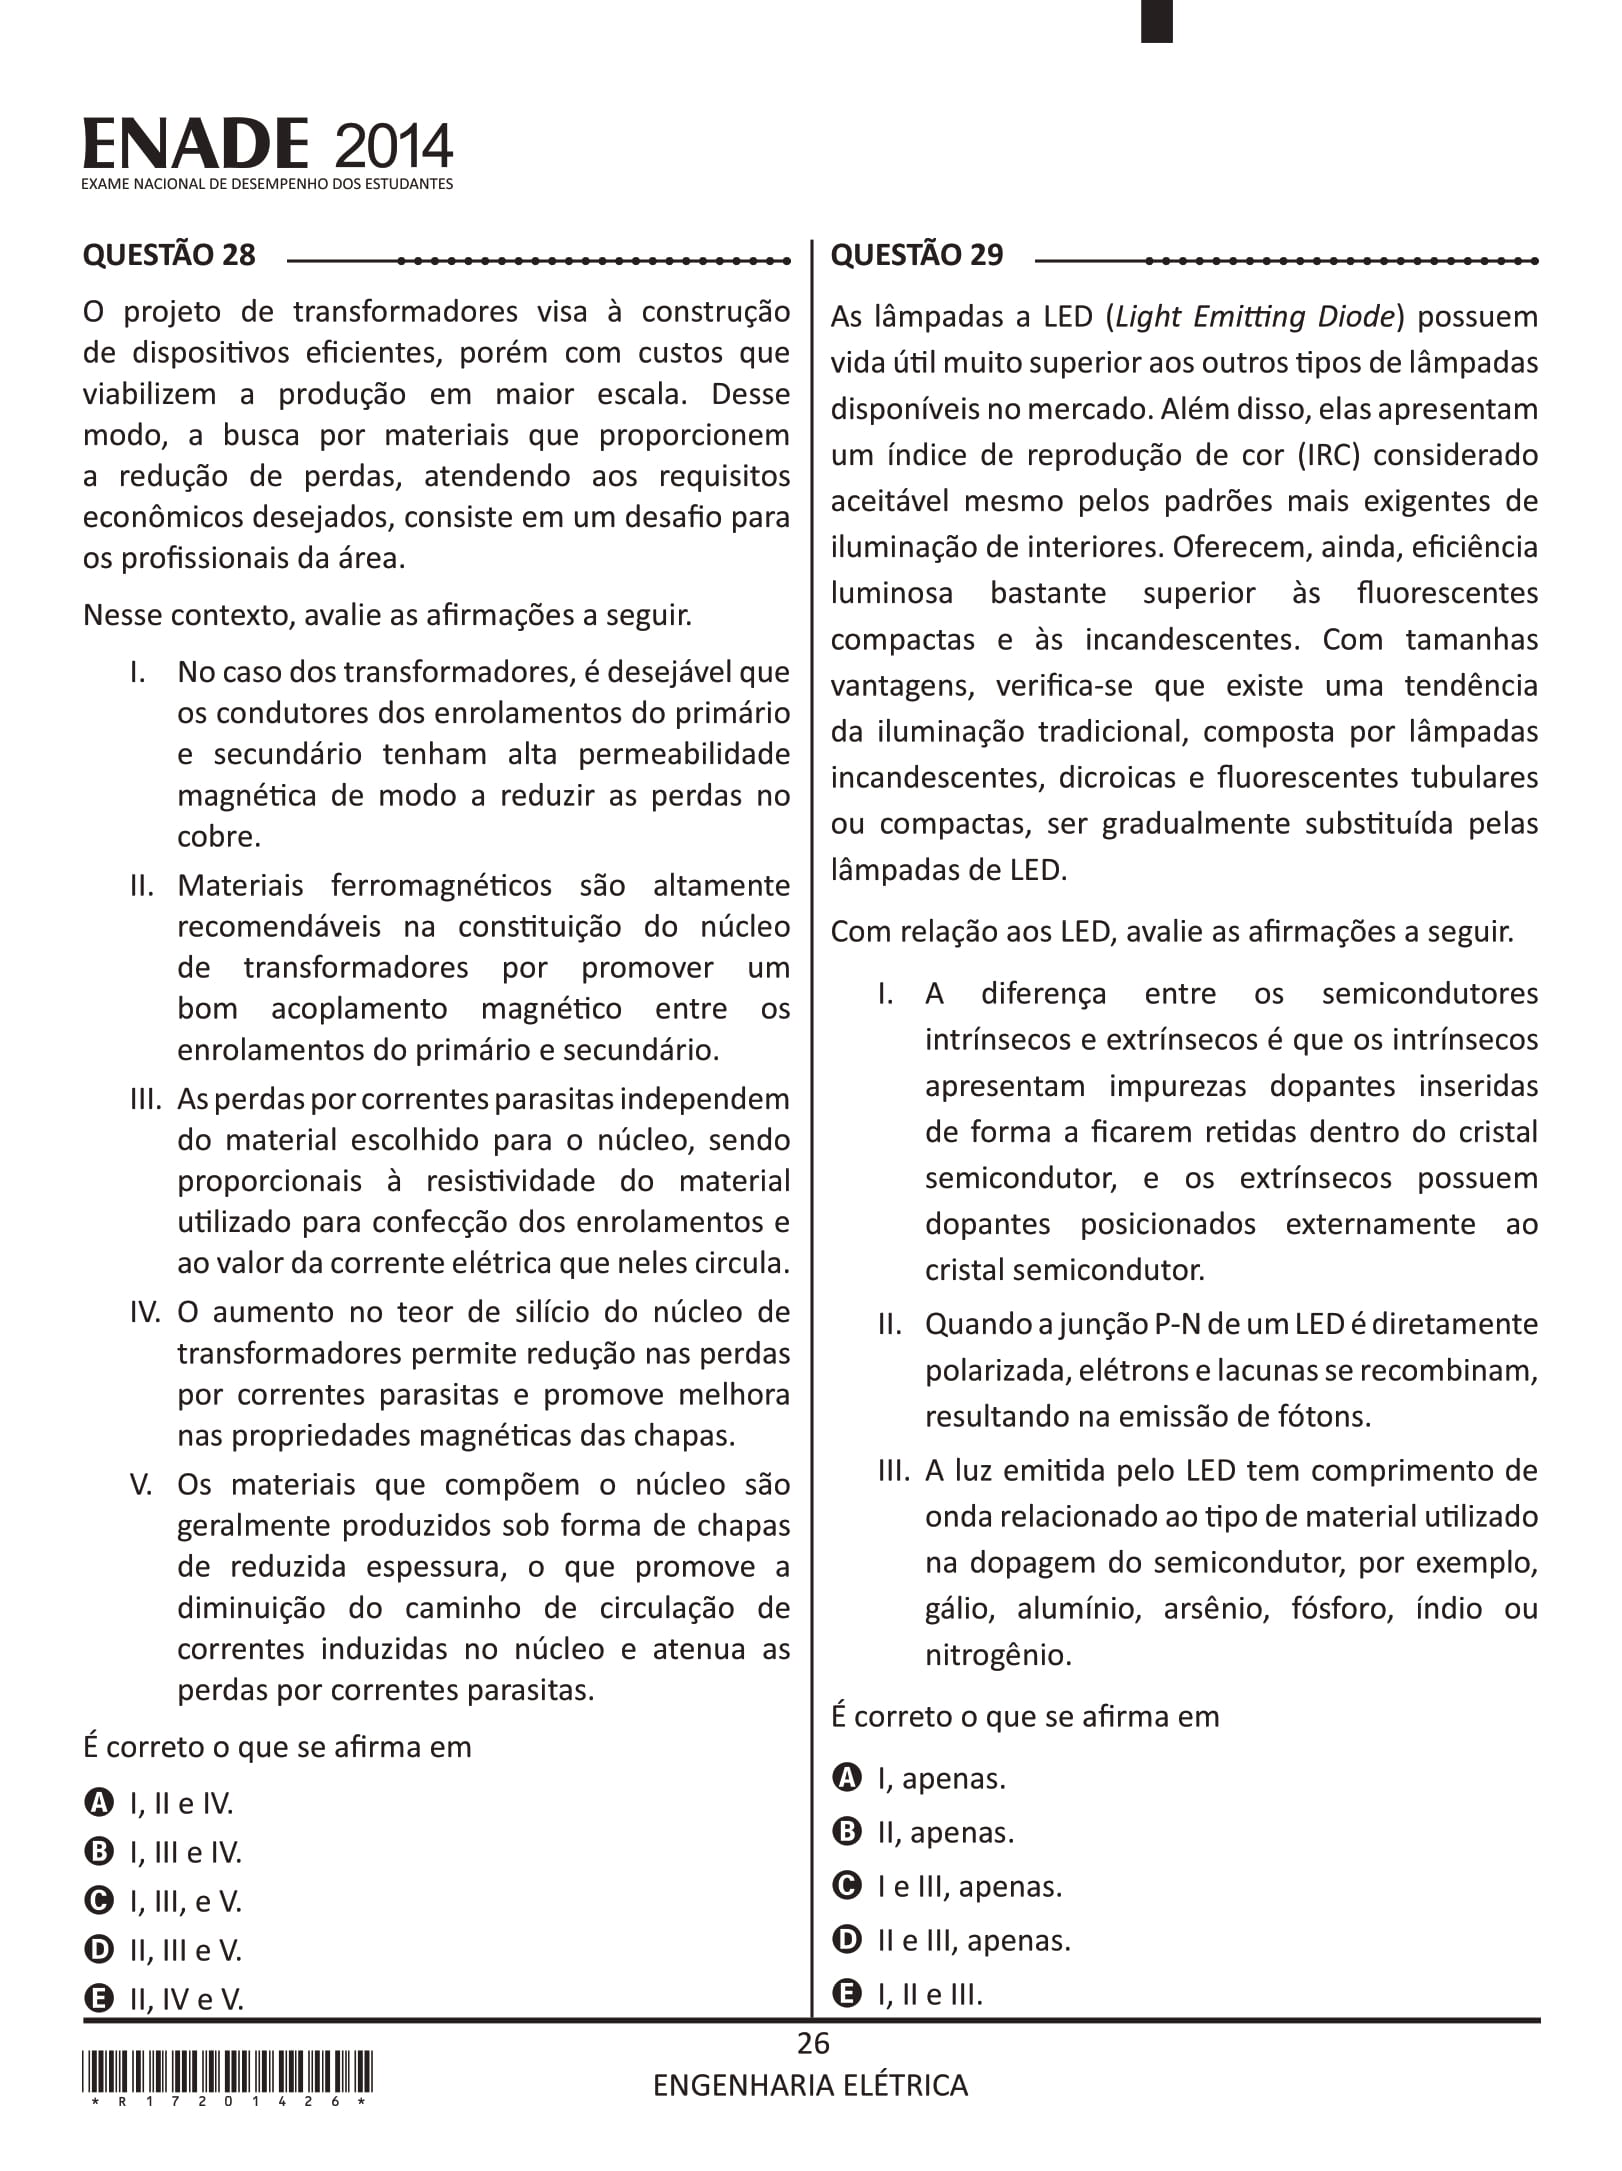 ENADE 2014
EXAME NACIONAL DE DESEMPENHO DOS ESTUDANTES
QUESTÃO 28
O projeto de transformadores visa à construção
de dispositivos eficientes, porém com custos que
viabilizem a produção em maior escala. Desse
modo, a busca por materiais que proporcionem
a redução de perdas, atendendo aos requisitos
econômicos desejados, consiste em um desafio para
os profissionais da área.
Nesse contexto, avalie as afirmações a seguir.
I. No caso dos transformadores, é desejável que
os condutores dos enrolamentos do primário
e secundário tenham alta permeabilidade
magnética de modo a reduzir as perdas no
cobre.
II. Materiais ferromagnéticos são altamente
recomendáveis na constituição do núcleo
de transformadores por promover um
bom acoplamento magnético entre os
enrolamentos do primário e secundário.
III. As perdas por correntes parasitas independem
do material escolhido para o núcleo, sendo
proporcionais à resistividade do material
utilizado para confecção dos enrolamentos e
ao valor da corrente elétrica que neles circula.
IV. O aumento no teor de silício do núcleo de
transformadores permite redução nas perdas
por correntes parasitas e promove melhora
nas propriedades magnéticas das chapas.
V. Os materiais que compõem o núcleo são
geralmente produzidos sob forma de chapas
de reduzida espessura, o que promove a
diminuição do caminho de circulação de
correntes induzidas no núcleo e atenua as
perdas por correntes parasitas.
É correto o que se afirma em
A I, II e IV.
B I, III e IV.
C I, III, e V.
D II, III e V.
E II, IV e V.
QUESTÃO 29
As lâmpadas a LED (Light Emitting Diode) possuem
vida útil muito superior aos outros tipos de lâmpadas
disponíveis no mercado. Além disso, elas apresentam
um índice de reprodução de cor (IRC) considerado
aceitável mesmo pelos padrões mais exigentes de
iluminação de interiores. Oferecem, ainda, eficiência
luminosa bastante superior às fluorescentes
compactas e às incandescentes. Com tamanhas
vantagens, verifica-se que existe uma tendência
da iluminação tradicional, composta por lâmpadas
incandescentes, dicroicas e fluorescentes tubulares
ou compactas, ser gradualmente substituída pelas
lâmpadas de LED.
Com relação aos LED, avalie as afirmações a seguir.
I. A diferença entre os semicondutores
intrínsecos e extrínsecos é que os intrínsecos
apresentam impurezas dopantes inseridas
de forma a ficarem retidas dentro do cristal
semicondutor, e os extrínsecos possuem
dopantes posicionados externamente ao
cristal semicondutor.
II. Quando a junção P-N de um LED é diretamente
polarizada, elétrons e lacunas se recombinam,
resultando na emissão de fótons.
III. A luz emitida pelo LED tem comprimento de
onda relacionado ao tipo de material utilizado
na dopagem do semicondutor, por exemplo,
gálio, alumínio, arsênio, fósforo, índio ou
nitrogênio.
É correto o que se afirma em
A I, apenas.
B II, apenas.
C I e III, apenas.
D II e III, apenas.
E I, II e III.
26
ENGENHARIA ELÉTRICA
* R 1 7 2 0 1 4 2 6 *